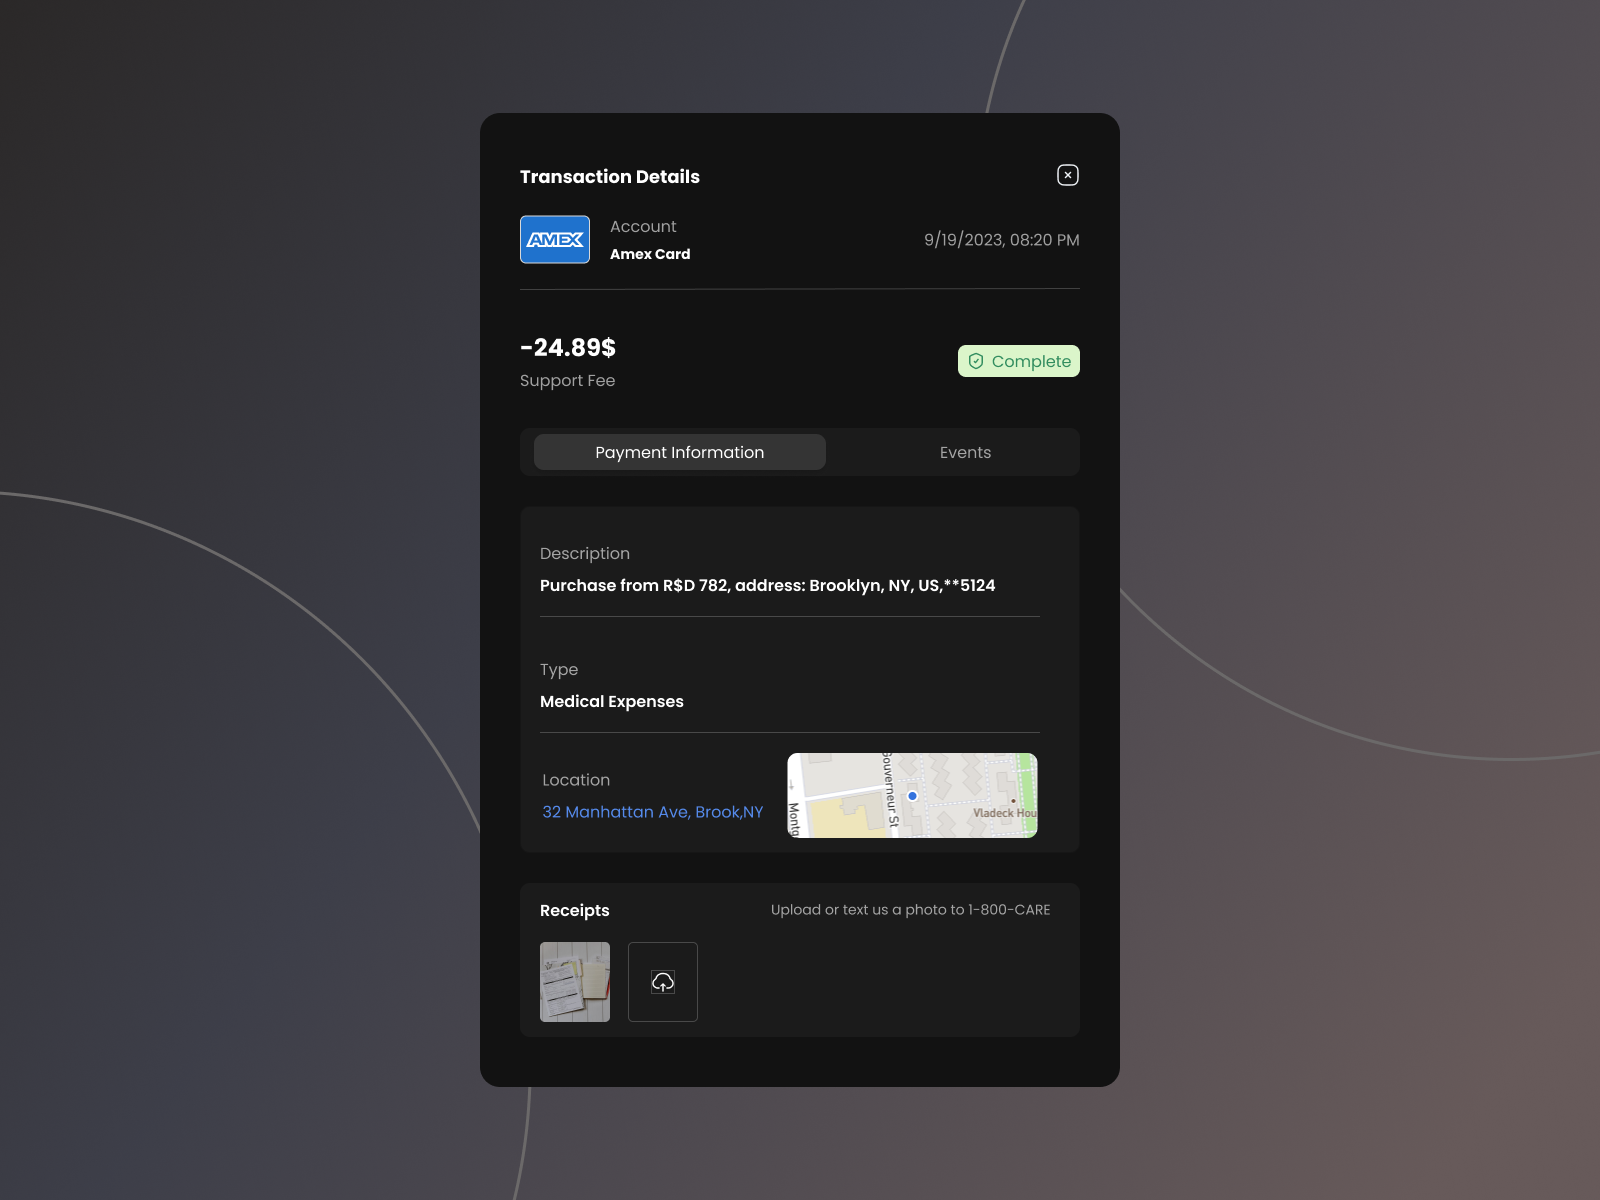 Transaction Details
AMEX
Account
Amex Card
9/19/2023, 08:20 PM
-24.89$
Support Fee
Complete
Payment Information
Events
Description
Purchase from R$D 782, address: Brooklyn, NY, US,**5124
Type
Medical Expenses
Location
32 Manhattan Ave, Brook,NY
Gouverneur St
Monta
Vladeck Hou
Receipts
Upload or text us a photo to 1-800-CARE